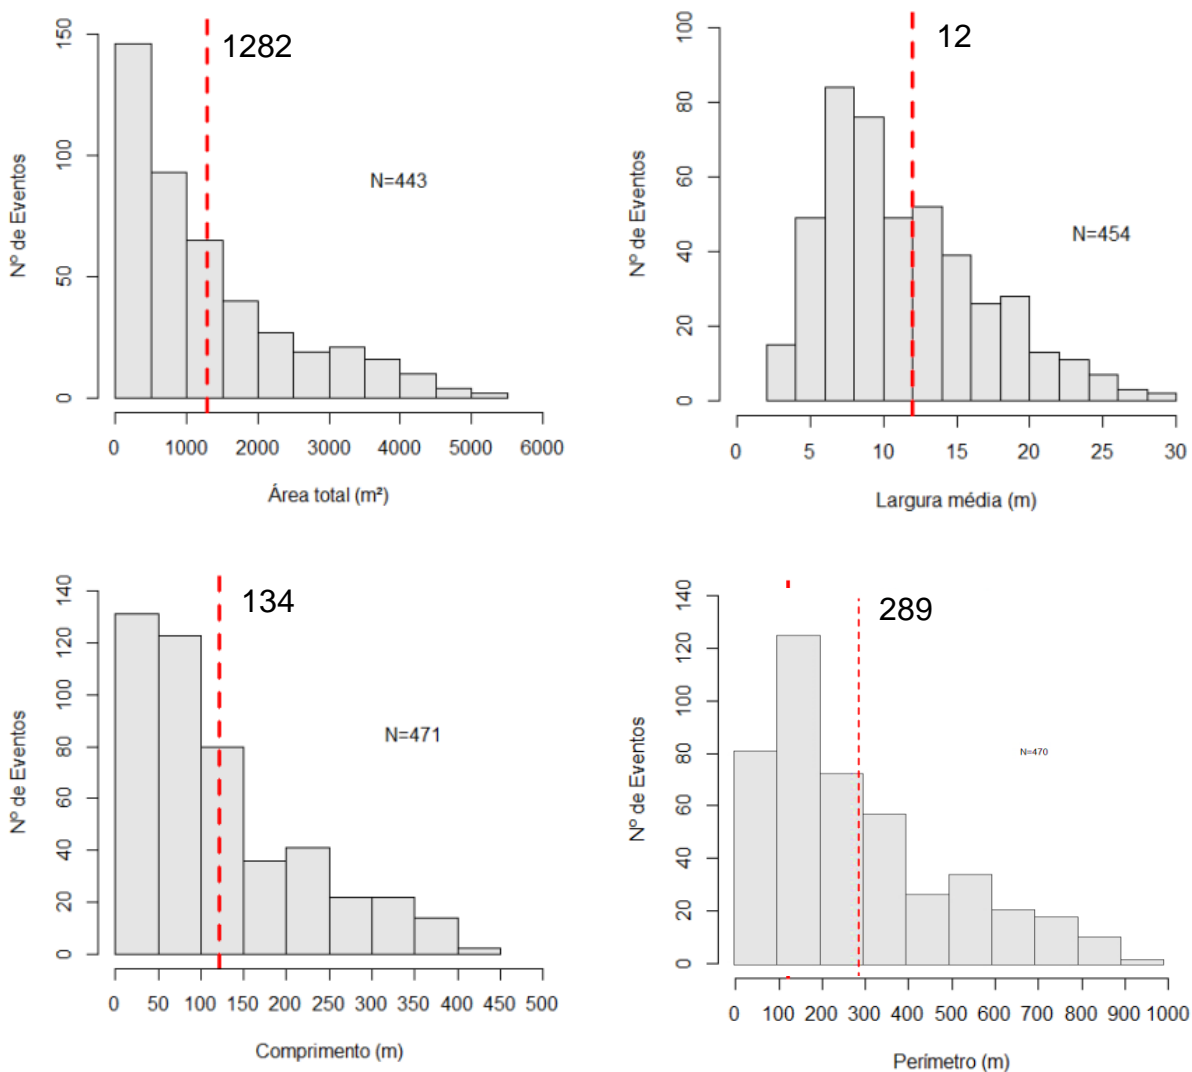 1282
Nº de Eventos
150
100
50
0
N=443
0 1000 2000 3000 4000 5000 6000
Área total (m²)
12
Nº de Eventos
100
80
60
40
20
0
N=454
0 5 10 15 20 25 30
Largura média (m)
134
Nº de Eventos
140
120
100
80
60
40
20
0
N=471
0 50 100 150 200 250 300 350 400 450 500
Comprimento (m)
289
Nº de Eventos
140
120
100
80
60
40
20
0
N=470
0 100 200 300 400 500 600 700 800 900 1000
Perímetro (m)